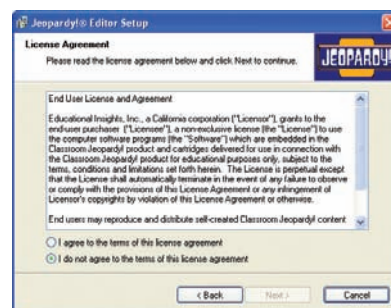 Jeopardy!® Editor Setup
License Agreement
Please read the license agreement below and click Next to continue.
JEOPARDY!
End User License and Agreement
Educational Insights, Inc., a California corporation ("Licensor"), grants to the
end-user purchaser ("Licensee"), a non-exclusive license (the "License") to use
the computer software programs (the "Software") which are embedded in the
Classroom Jeopardy! product and cartridges delivered for use in connection with
the Classroom Jeopardy! product for educational purposes only, subject to the
terms, conditions and limitations set forth herein. The License is perpetual except
that the License shall automatically terminate in the event of any failure to observe
or comply with the provisions of this License Agreement or any infringement of
Licensor's copyrights by violation of this License Agreement or otherwise.
End users may reproduce and distribute self-created Classroom Jeopardy! content
I agree to the terms of this license agreement
I do not agree to the terms of this license agreement
< Back
Next >
Cancel